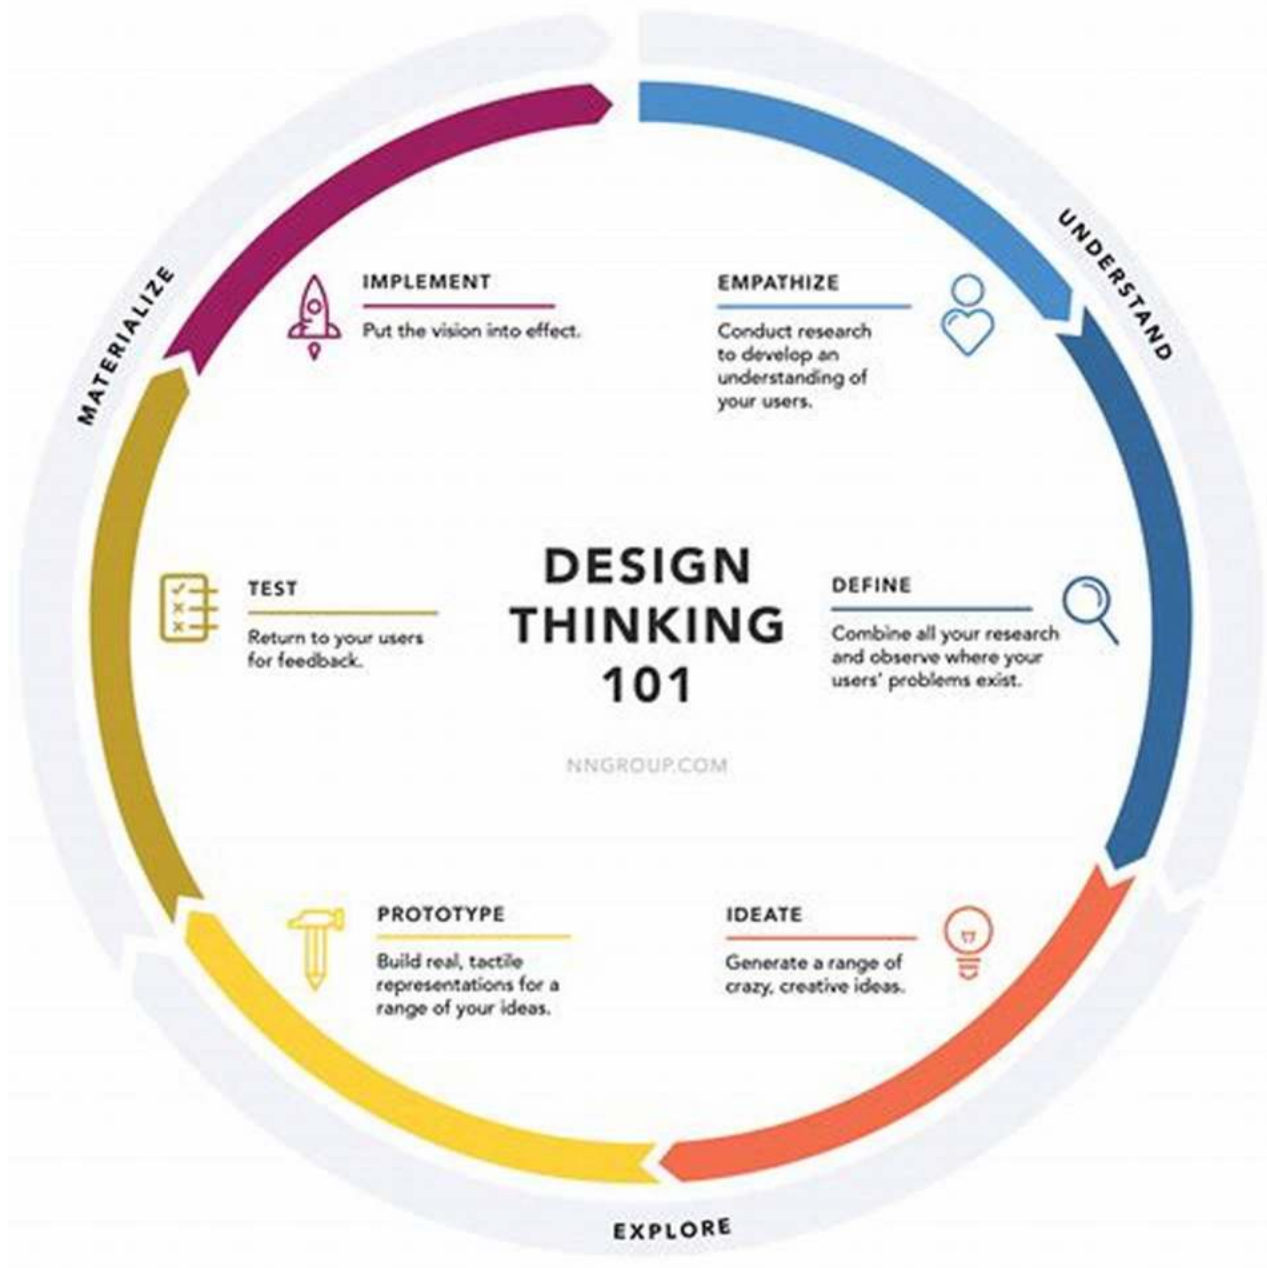 UNDERSTAND
EMPATHIZE
Conduct research
to develop an
understanding of
your users.
DEFINE
Combine all your research
and observe where your
users' problems exist.
EXPLORE
IDEATE
Generate a range of
crazy, creative ideas.
PROTOTYPE
Build real, tactile
representations for a
range of your ideas.
MATERIALIZE
TEST
Return to your users
for feedback.
IMPLEMENT
Put the vision into effect.
DESIGN
THINKING
101
NNGROUP.COM